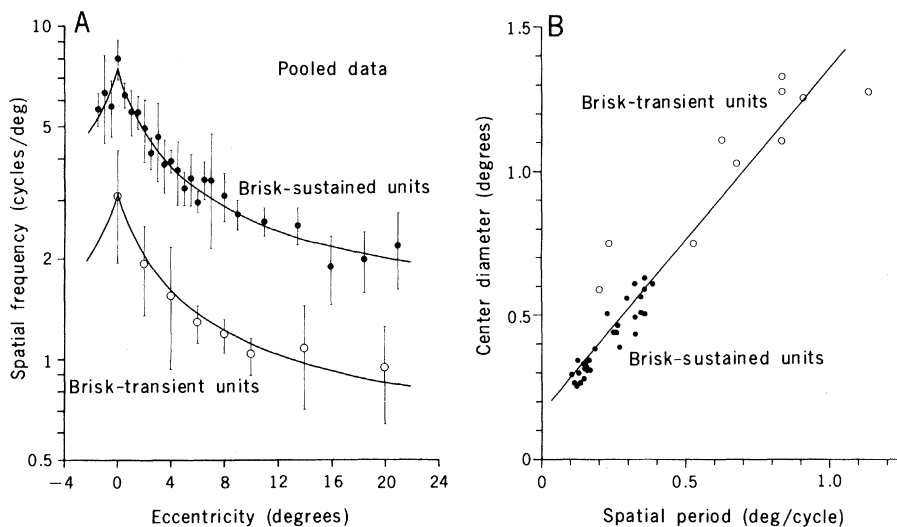 A
Pooled data
Brisk-sustained units
Brisk-transient units
Spatial frequency (cycles/deg)
10
5
2
1
0.5
−4 0 4 8 12 16 20 24
Eccentricity (degrees)
B
Brisk-transient units
Brisk-sustained units
Center diameter (degrees)
1.5
1.0
0.5
0
0 0.5 1.0
Spatial period (deg/cycle)